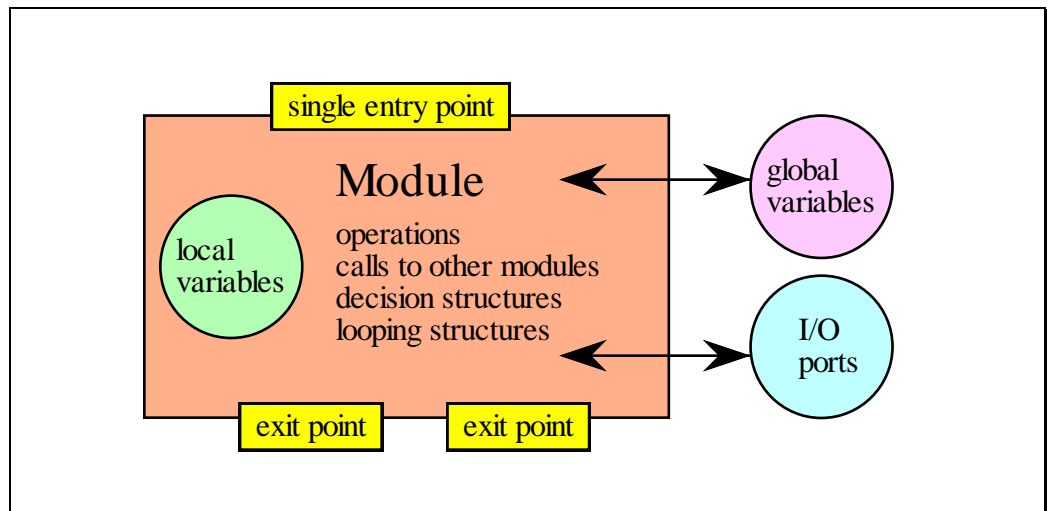 single entry point
Module
operations
calls to other modules
decision structures
looping structures
local
variables
global
variables
I/O
ports
exit point
exit point